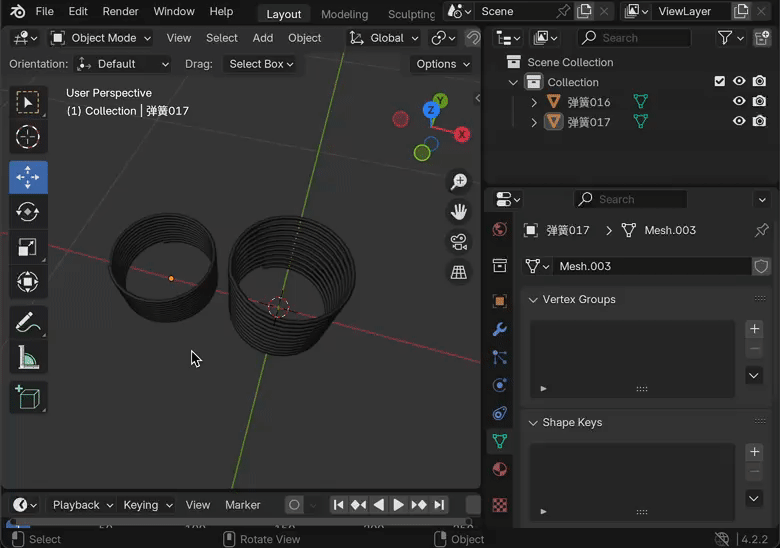 File Edit Render Window Help Layout Modeling Sculpting Scene ViewLayer
Object Mode View Select Add Object Global Search
Orientation: Default Drag: Select Box Options
Scene Collection
Collection
弹簧016
弹簧017
User Perspective
(1) Collection | 弹簧017
Y
Z
X
Search
弹簧017 > Mesh.003
Mesh.003
Vertex Groups
Shape Keys
Playback Keying View Marker
Select Rotate View Object 4.2.2